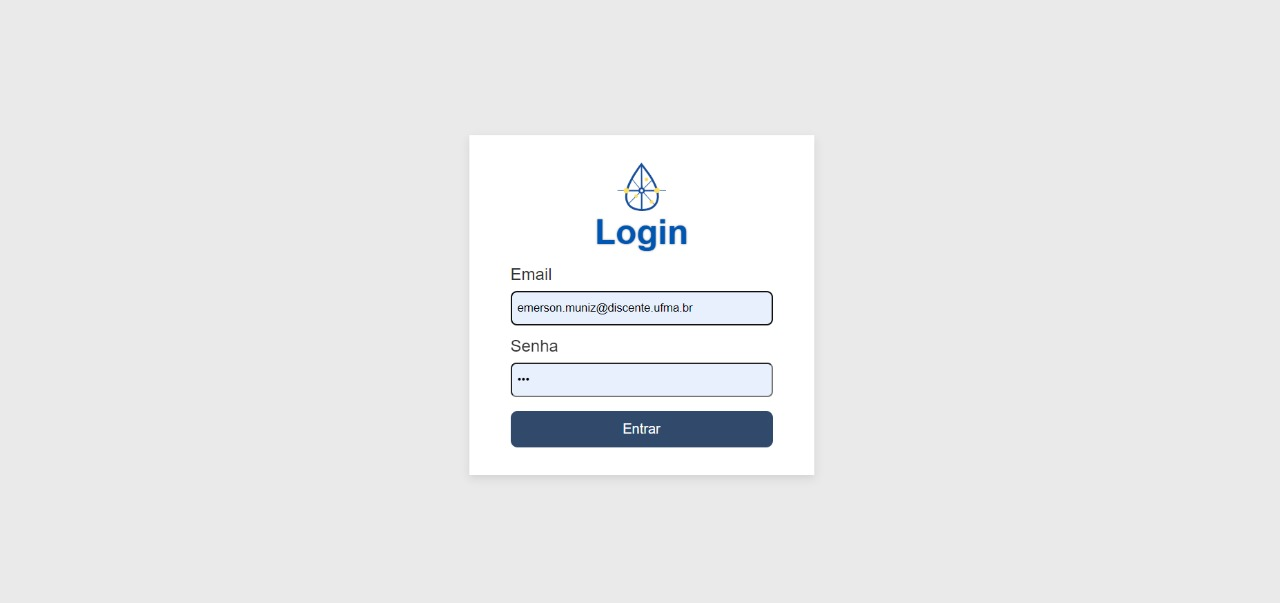 Login
Email
emerson.muniz@discente.ufma.br
Senha
•••
Entrar